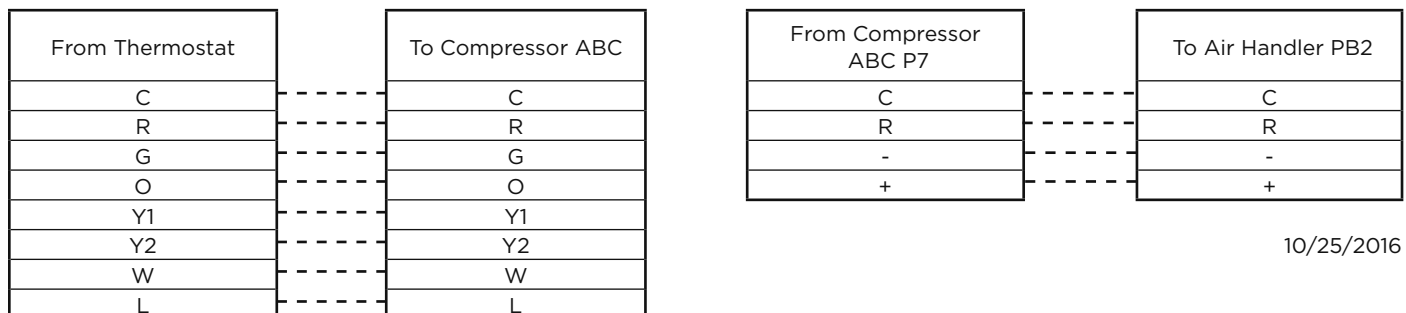 From Thermostat
To Compressor ABC
C C
R R
G G
O O
Y1 Y1
Y2 Y2
W W
L L
From Compressor
ABC P7
To Air Handler PB2
C C
R R
- -
+ +
10/25/2016